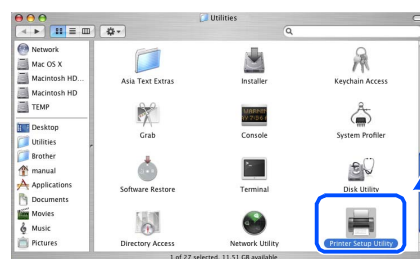 Utilities
Network
Mac OS X
Macintosh HD...
Macintosh HD
TEMP
Desktop
Utilities
Brother
manual
Applications
Documents
Movies
Music
Pictures
Asia Text Extras
Installer
Keychain Access
Grab
Console
System Profiler
Software Restore
Terminal
Disk Utility
Directory Access
Network Utility
Printer Setup Utility
1 of 27 selected, 11.51 GB available